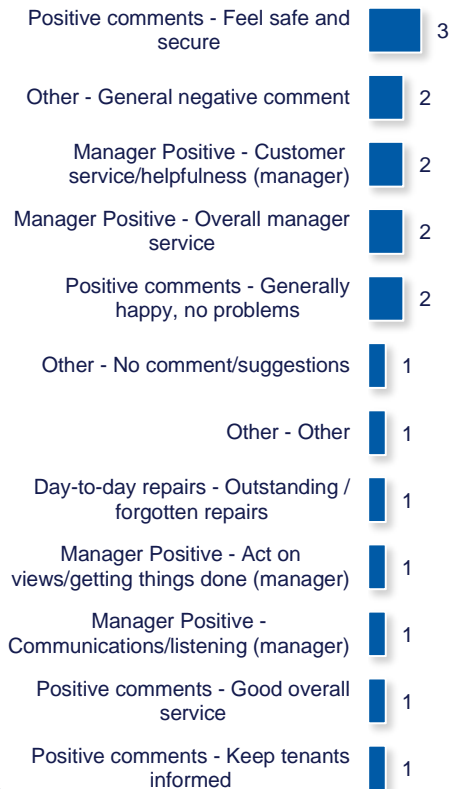 Positive comments - Feel safe and
secure
3
Other - General negative comment
2
Manager Positive - Customer
service/helpfulness (manager)
2
Manager Positive - Overall manager
service
2
Positive comments - Generally
happy, no problems
2
Other - No comment/suggestions
1
Other - Other
1
Day-to-day repairs - Outstanding /
forgotten repairs
1
Manager Positive - Act on
views/getting things done (manager)
1
Manager Positive -
Communications/listening (manager)
1
Positive comments - Good overall
service
1
Positive comments - Keep tenants
informed
1